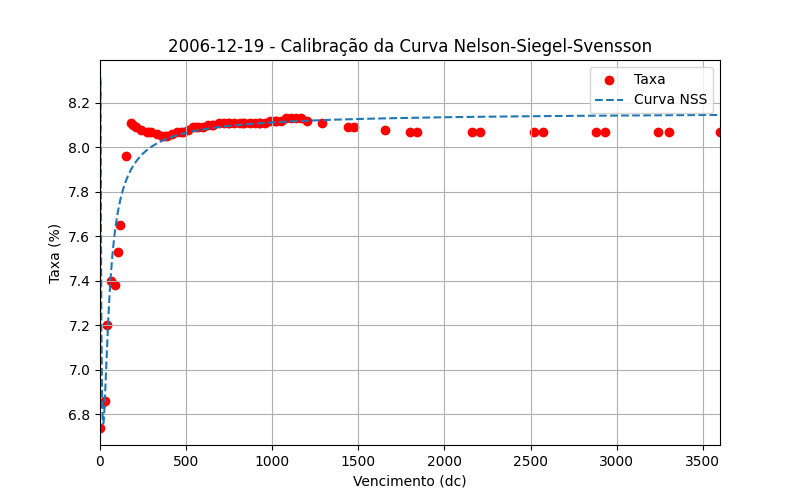 2006-12-19 - Calibração da Curva Nelson-Siegel-Svensson
Taxa
Curva NSS
8.2
8.0
7.8
7.6
7.4
7.2
7.0
6.8
Taxa (%)
0 500 1000 1500 2000 2500 3000 3500
Vencimento (dc)